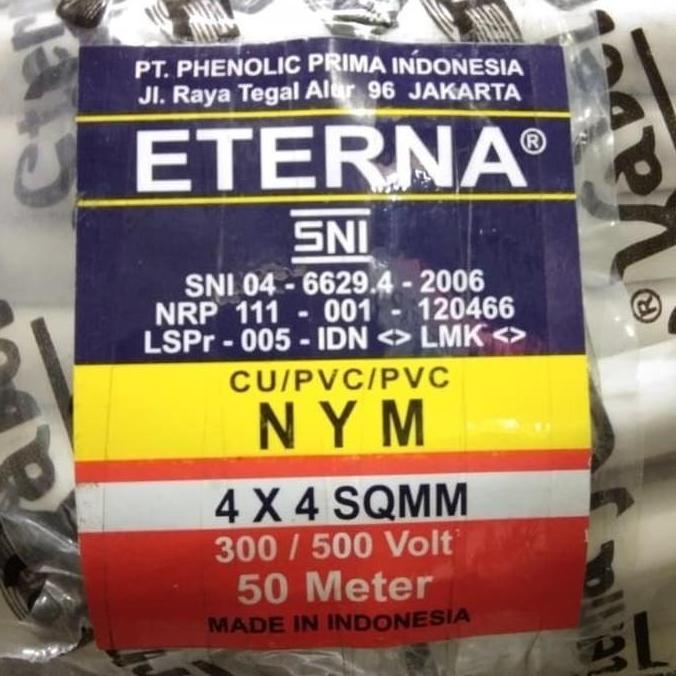 PT. PHENOLIC PRIMA INDONESIA
Jl. Raya Tegal Alur 96 JAKARTA
ETERNA®
SNI
SNI 04 - 6629.4 - 2006
NRP 111 - 001 - 120466
LSPr - 005 - IDN <> LMK <>
CU/PVC/PVC
NYM
4 X 4 SQMM
300 / 500 Volt
50 Meter
MADE IN INDONESIA